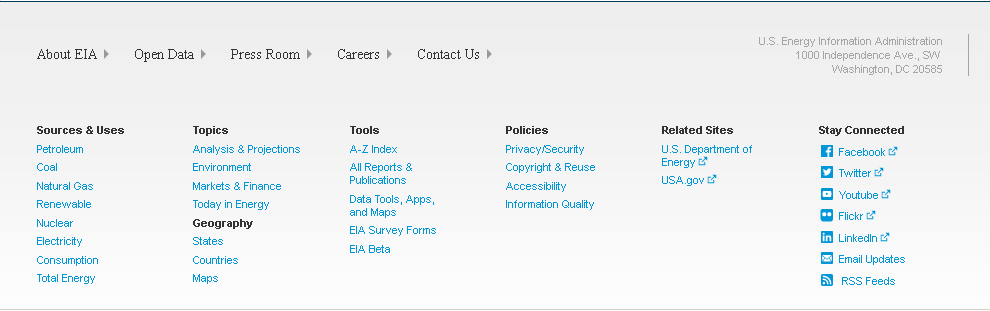 About EIA
Open Data
Press Room
Careers
Contact Us
U.S. Energy Information Administration
1000 Independence Ave., SW
Washington, DC 20585
Sources & Uses
Petroleum
Coal
Natural Gas
Renewable
Nuclear
Electricity
Consumption
Total Energy
Topics
Analysis & Projections
Environment
Markets & Finance
Today in Energy
Geography
States
Countries
Maps
Tools
A-Z Index
All Reports &
Publications
Data Tools, Apps,
and Maps
EIA Survey Forms
EIA Beta
Policies
Privacy/Security
Copyright & Reuse
Accessibility
Information Quality
Related Sites
U.S. Department of
Energy
USA.gov
Stay Connected
Facebook
Twitter
Youtube
Flickr
LinkedIn
Email Updates
RSS Feeds